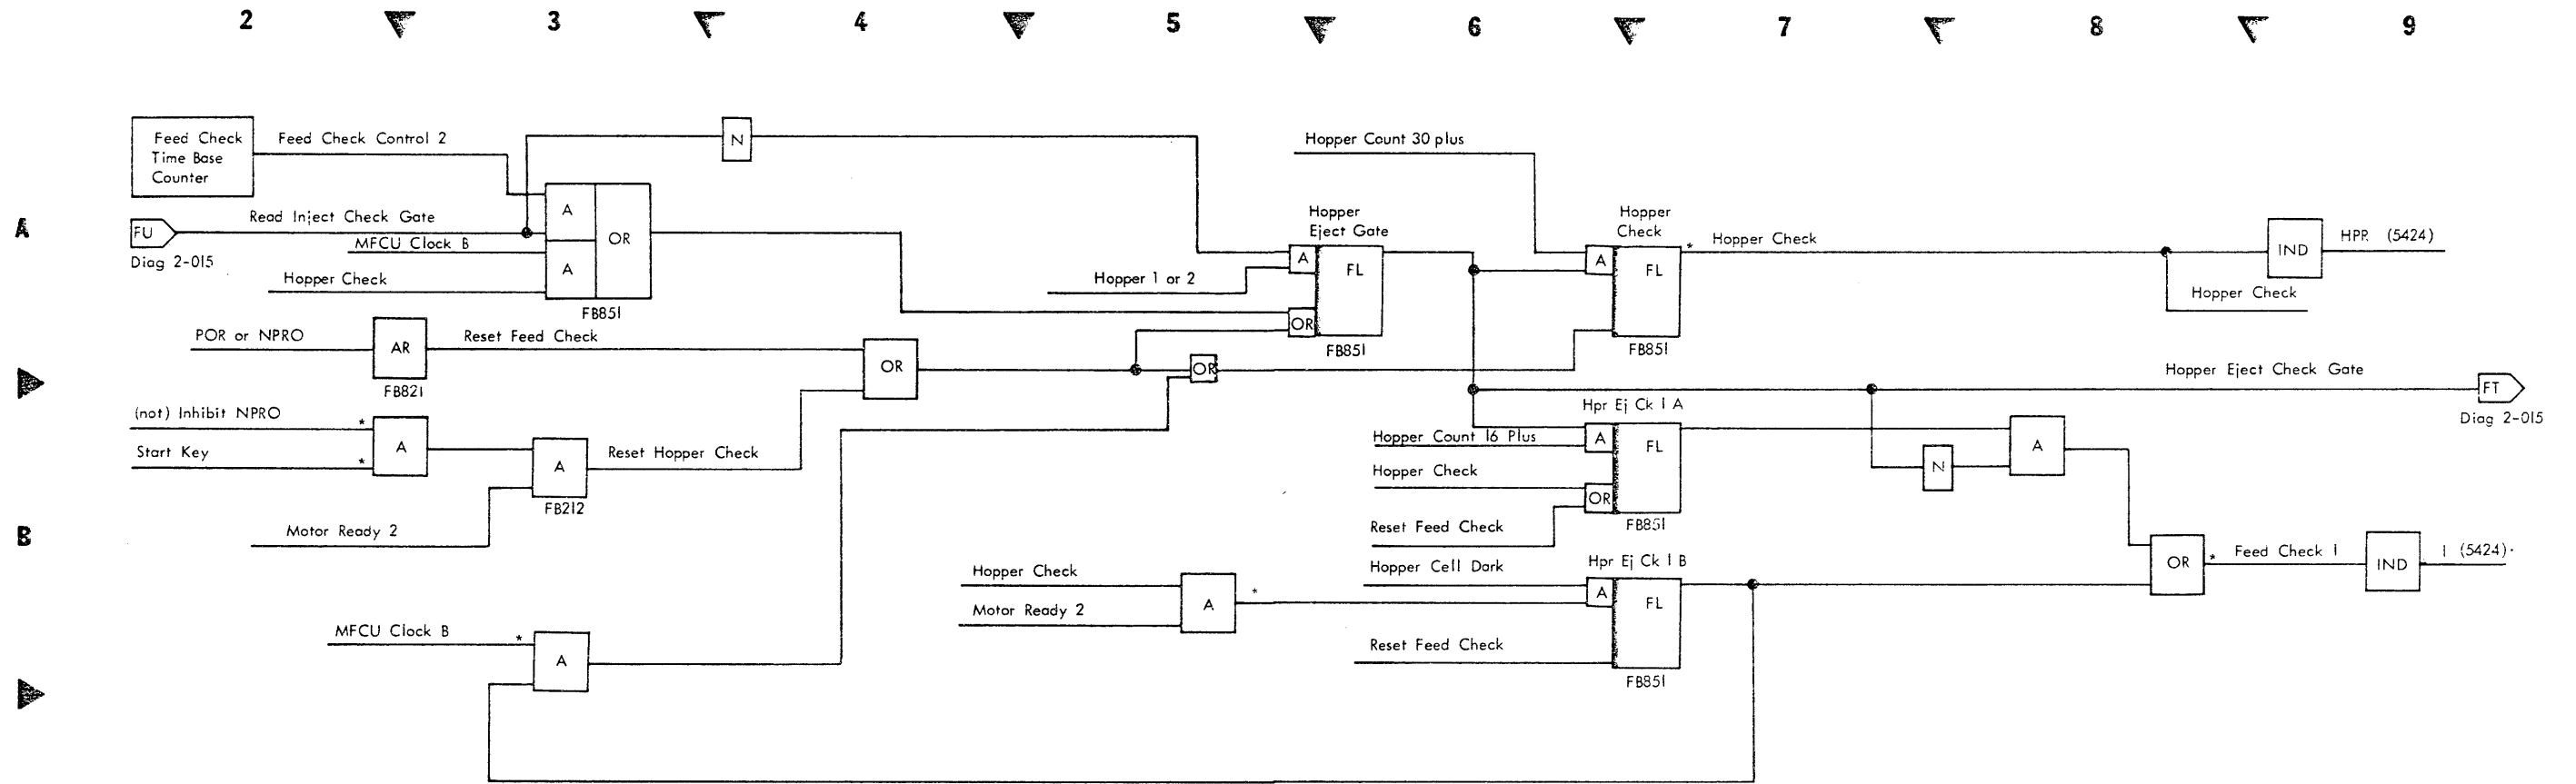 2 3 4 5 6 7 8 9
A
B
Feed Check
Time Base
Counter
Feed Check Control 2
FU
Diag 2-015
Read Inject Check Gate
MFCU Clock B
Hopper Check
A
A
OR
FB851
N
POR or NPRO
AR
FB821
Reset Feed Check
(not) Inhibit NPRO
*
Start Key
*
A
A
FB212
Motor Ready 2
Reset Hopper Check
OR
MFCU Clock B
*
A
OR
Hopper 1 or 2
Hopper
Eject Gate
A
FL
OR
FB851
Hopper Count 30 plus
Hopper
Check
A
FL
FB851
*
Hopper Check
IND
HPR (5424)
Hopper Check
Hopper Eject Check Gate
FT
Diag 2-015
Hpr Ej Ck 1 A
Hopper Count 16 Plus
A
FL
Hopper Check
OR
Reset Feed Check
FB851
N
A
Hopper Check
Motor Ready 2
A
*
Hopper Cell Dark
Hpr Ej Ck 1 B
A
FL
Reset Feed Check
FB851
OR
*
Feed Check 1
IND
1 (5424)